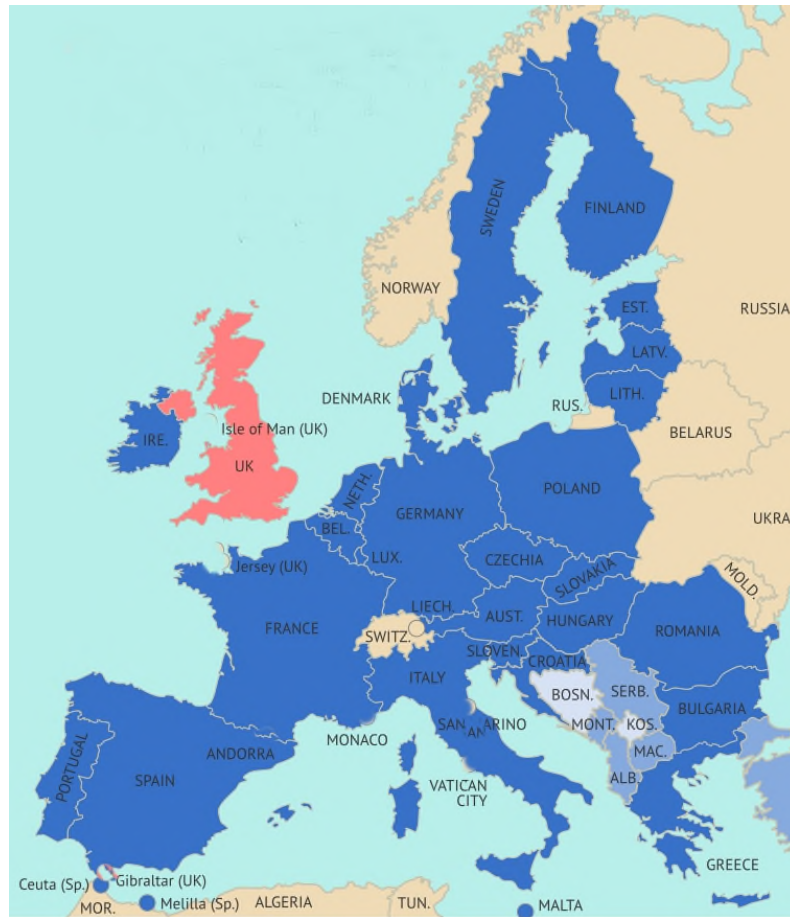 SWEDEN
FINLAND
NORWAY
EST.
RUSSIA
LATV.
DENMARK
LITH.
RUS.
Isle of Man (UK)
BELARUS
IRE.
UK
NETH.
POLAND
GERMANY
UKRA
BEL.
CZECHIA
LUX.
Jersey (UK)
SLOVAKIA
MOLD.
LIECH.
AUST.
HUNGARY
FRANCE
ROMANIA
SWITZ.
SLOVEN.
CROATIA
ITALY
BOSN.
SERB.
BULGARIA
SAN
ARINO
AN
MONT.
KOS.
MONACO
ANDORRA
MAC.
PORTUGAL
SPAIN
ALB.
VATICAN
CITY
GREECE
Ceuta (Sp.)
Gibraltar (UK)
MOR.
Melilla (Sp.)
ALGERIA
TUN.
MALTA